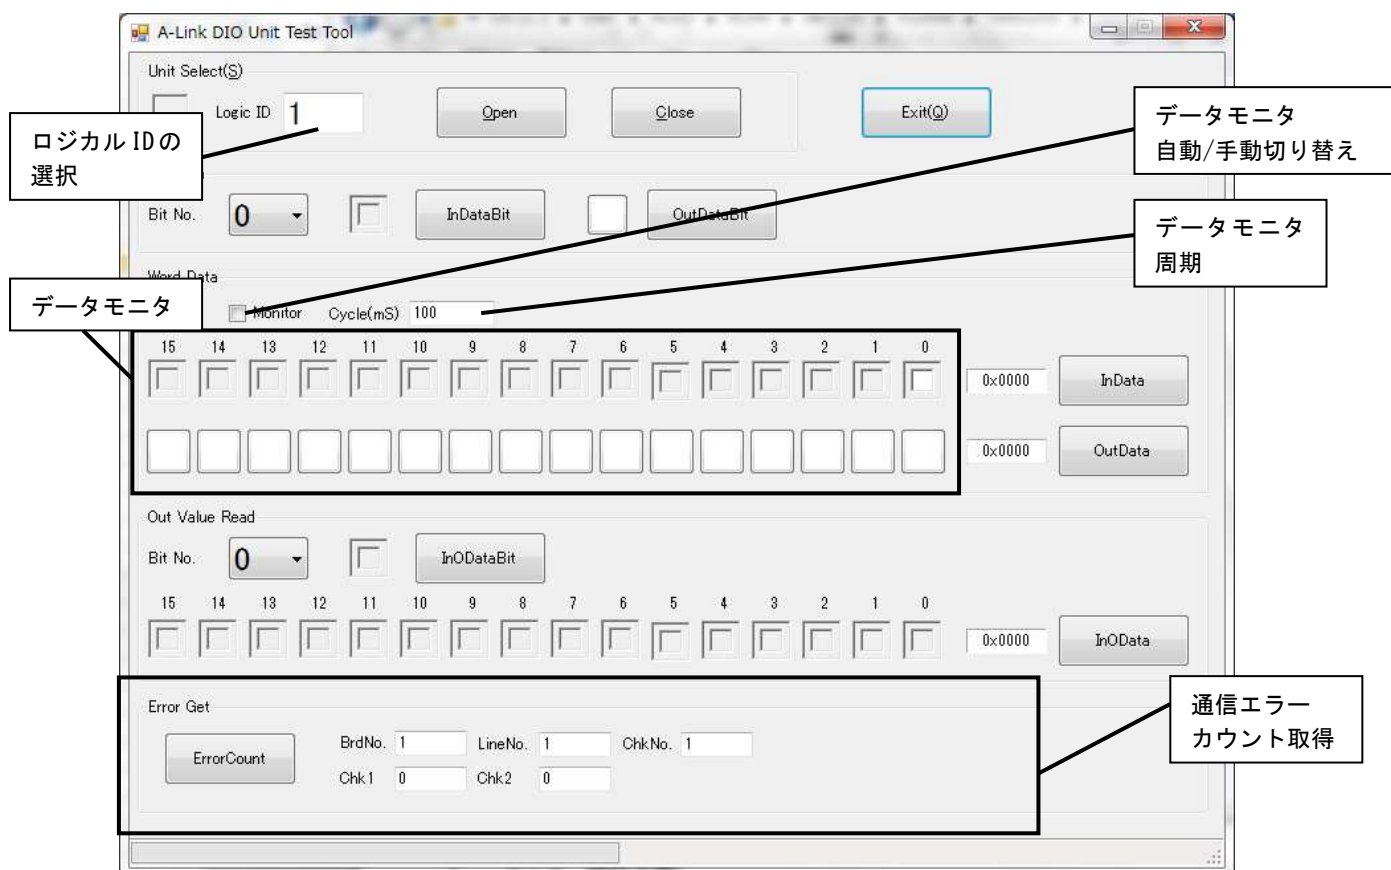 A-Link DIO Unit Test Tool
Unit Select(S)
Logic ID 1 Open Close Exit(Q)
ロジカル IDの
選択
データモニタ
自動/手動切り替え
Bit No. 0 InDataBit OutDataBit
データモニタ
周期
Word Data
データモニタ
Monitor Cycle(mS) 100
15 14 13 12 11 10 9 8 7 6 5 4 3 2 1 0
0x0000 InData
0x0000 OutData
Out Value Read
Bit No. 0 InODataBit
15 14 13 12 11 10 9 8 7 6 5 4 3 2 1 0
0x0000 InOData
通信エラー
カウント取得
Error Get
ErrorCount BrdNo. 1 LineNo. 1 ChkNo. 1
Chk1 0 Chk2 0